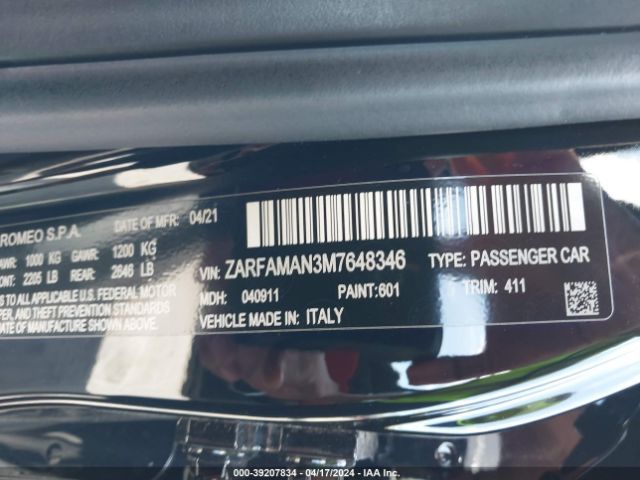 ROMEO S.P.A. DATE OF MFR: 04/21
1000 KG GAWR: 1200 KG
2205 LB REAR: 2646 LB
S TO ALL APPLICABLE U.S. FEDERAL MOTOR
AND THEFT PREVENTION STANDARDS
DATE OF MANUFACTURE SHOWN ABOVE.
VIN: ZARFAMAN3M7648346 TYPE: PASSENGER CAR
MDH: 040911 PAINT:601 TRIM: 411
VEHICLE MADE IN: ITALY
000-39207834 - 04/17/2024 - IAA Inc.